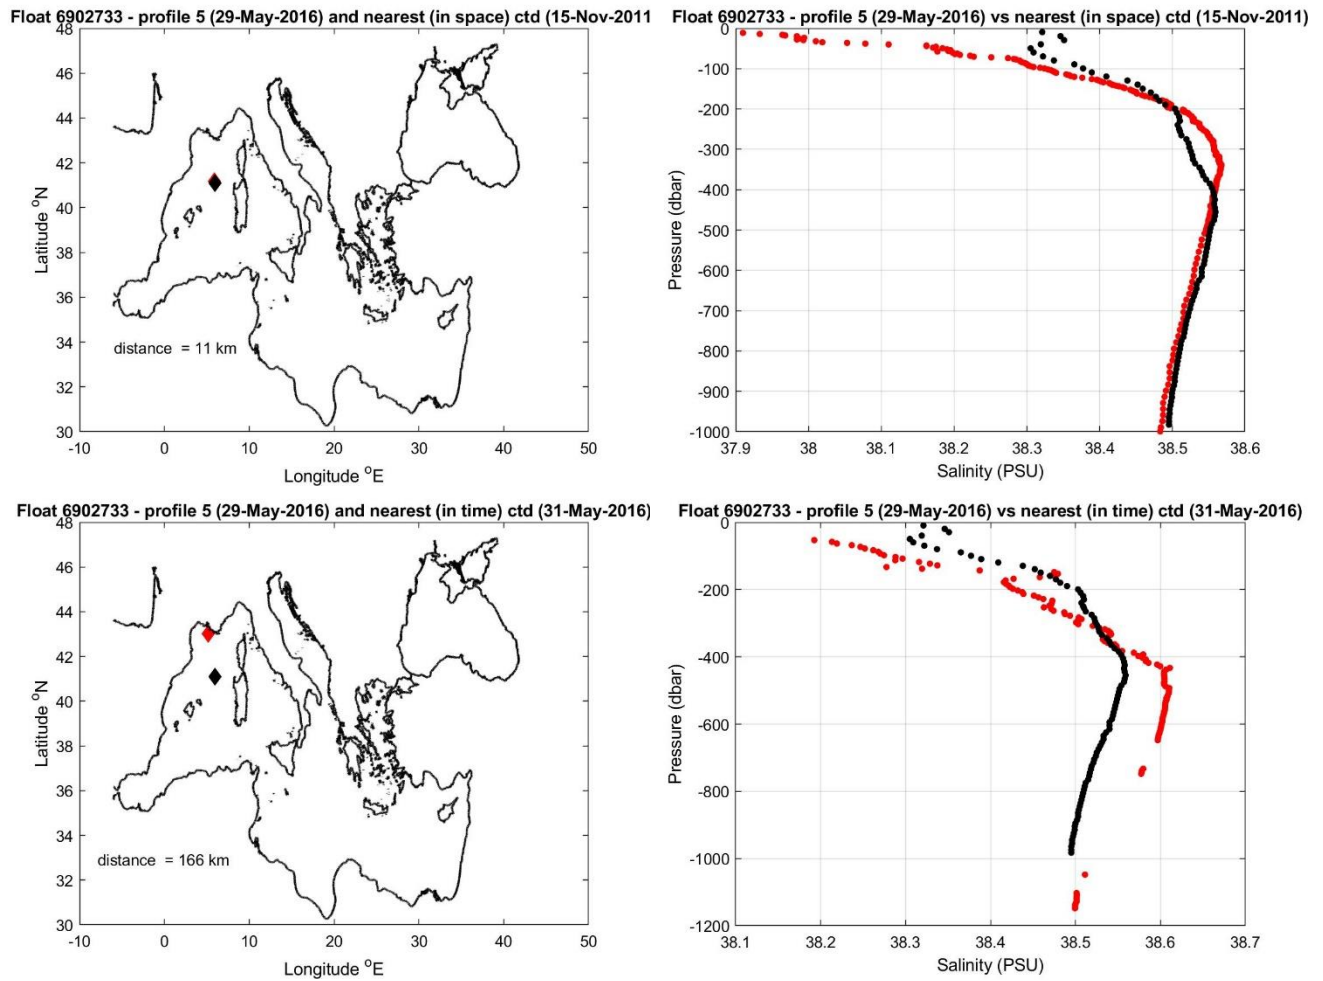 Float 6902733 - profile 5 (29-May-2016) and nearest (in space) ctd (15-Nov-2011
48
46
44
42
40
38
36
34
32
30
Latitude °N
distance = 11 km
-10 0 10 20 30 40 50
Longitude °E
Float 6902733 - profile 5 (29-May-2016) vs nearest (in space) ctd (15-Nov-2011)
0
-100
-200
-300
-400
-500
-600
-700
-800
-900
-1000
Pressure (dbar)
37.9 38 38.1 38.2 38.3 38.4 38.5 38.6
Salinity (PSU)
Float 6902733 - profile 5 (29-May-2016) and nearest (in time) ctd (31-May-2016)
48
46
44
42
40
38
36
34
32
30
Latitude °N
distance = 166 km
-10 0 10 20 30 40 50
Longitude °E
Float 6902733 - profile 5 (29-May-2016) vs nearest (in time) ctd (31-May-2016)
0
-200
-400
-600
-800
-1000
-1200
Pressure (dbar)
38.1 38.2 38.3 38.4 38.5 38.6 38.7
Salinity (PSU)